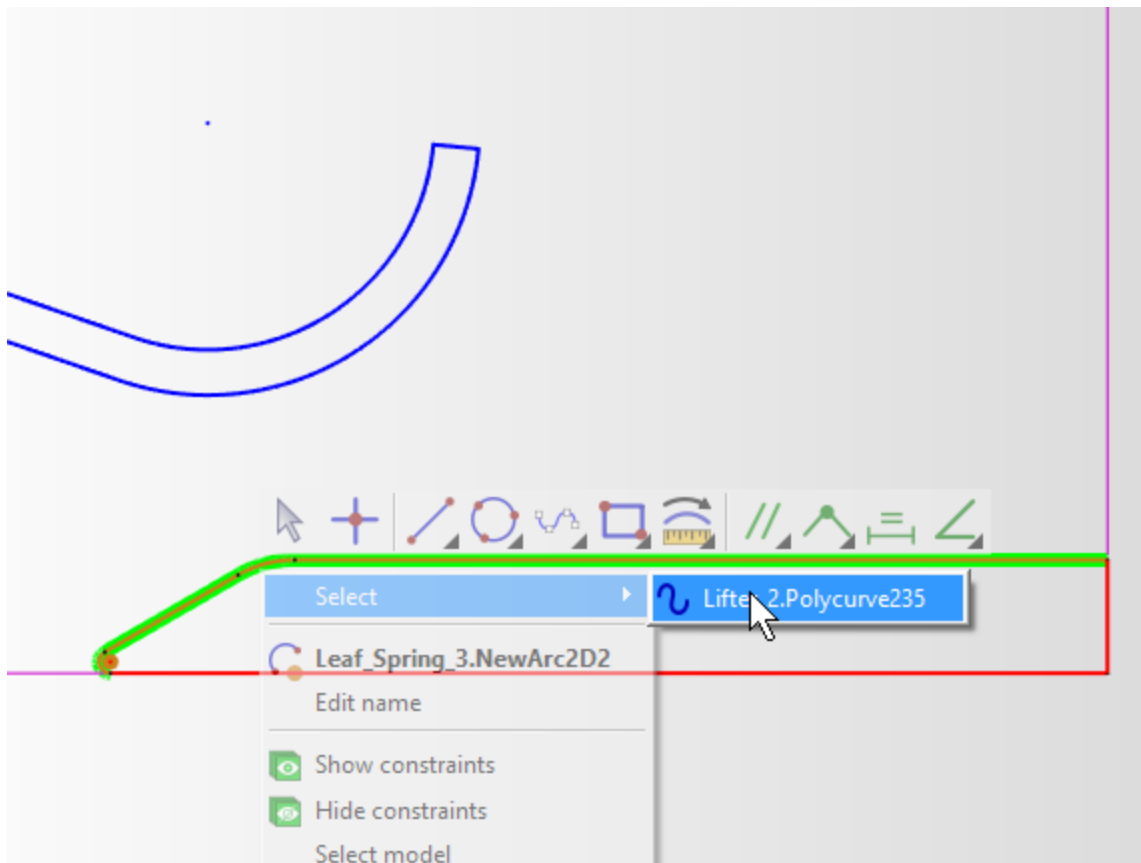 Select
Lifter_2.Polycurve235
Leaf_Spring_3.NewArc2D2
Edit name
Show constraints
Hide constraints
Select model